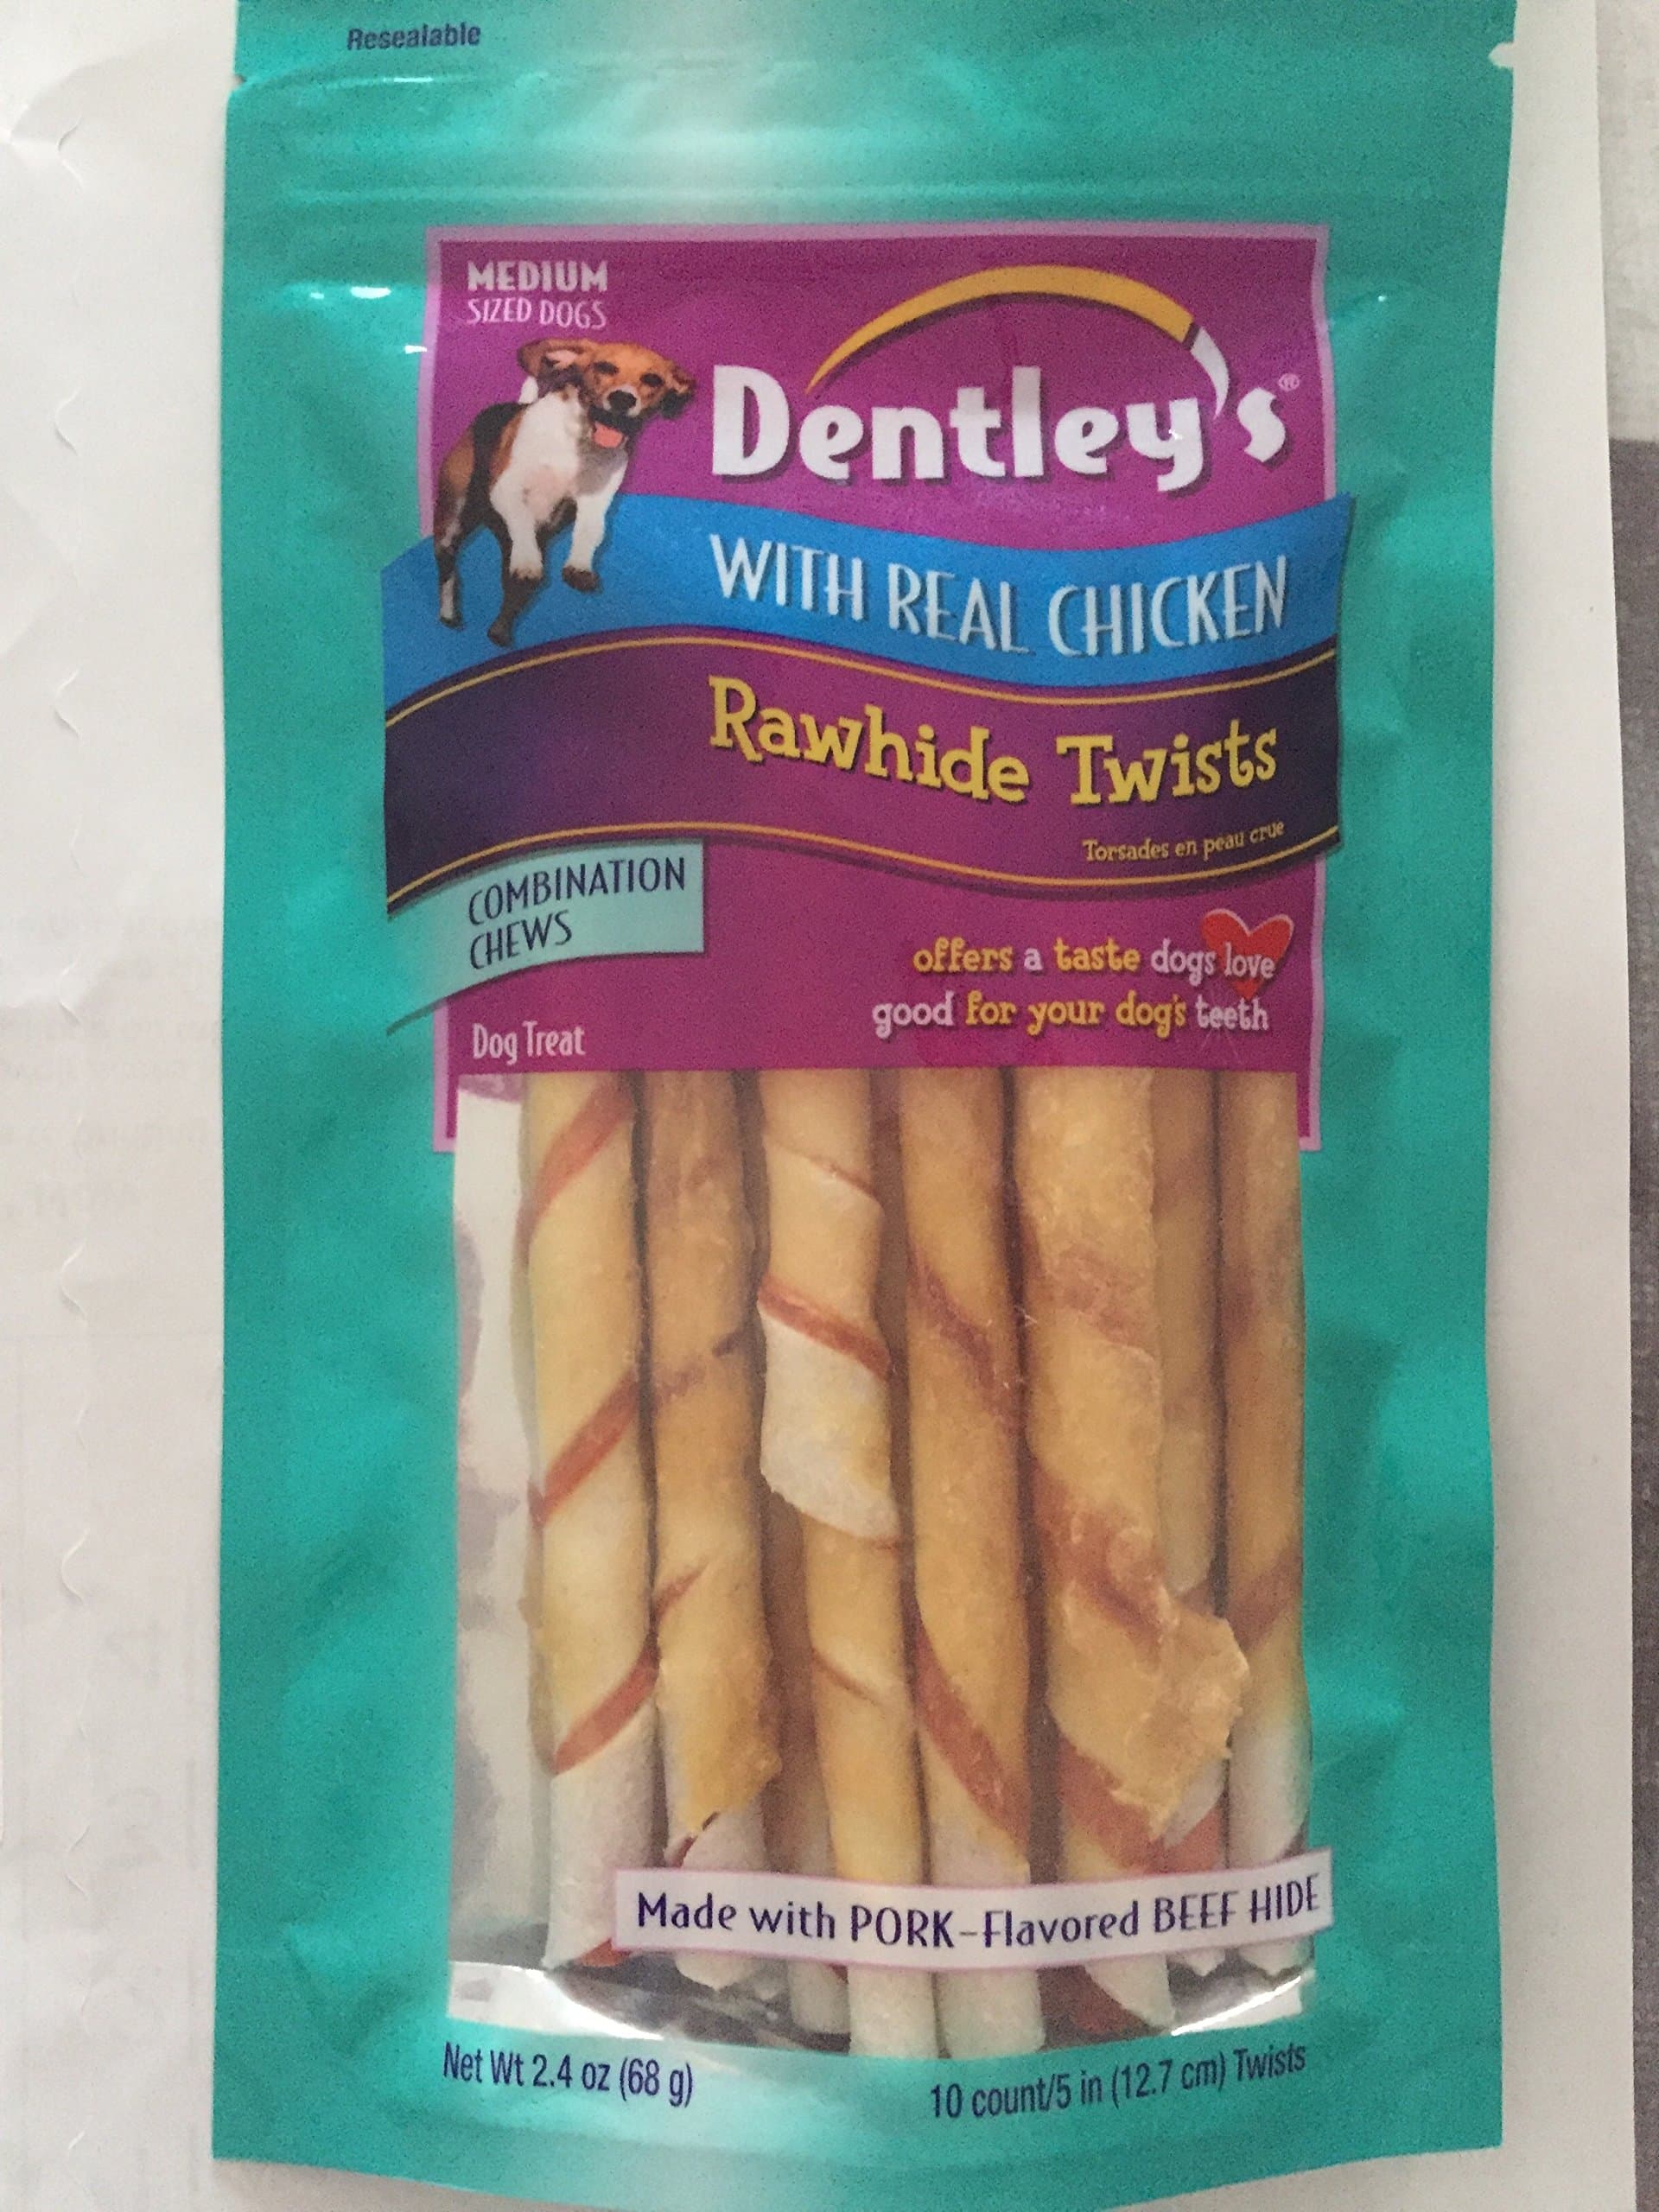 Resealable
MEDIUM
SIZED DOGS
Dentley's®
WITH REAL CHICKEN
Rawhide Twists
Torsades en peau crue
COMBINATION
CHEWS
offers a taste dogs love
good for your dog's teeth
Dog Treat
Made with PORK-Flavored BEEF HIDE
Net Wt 2.4 oz (68 g)
10 count/5 in (12.7 cm) Twists